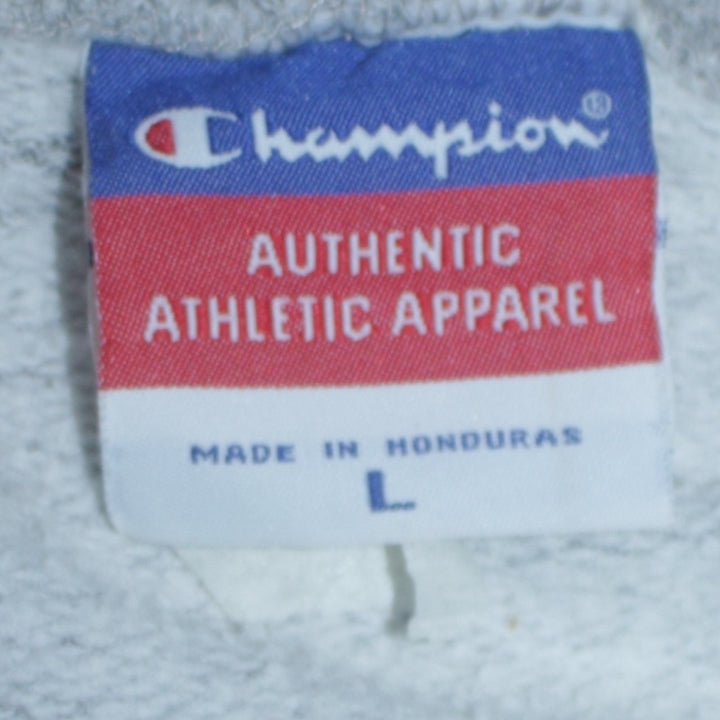 Champion®
AUTHENTIC
ATHLETIC APPAREL
MADE IN HONDURAS
L